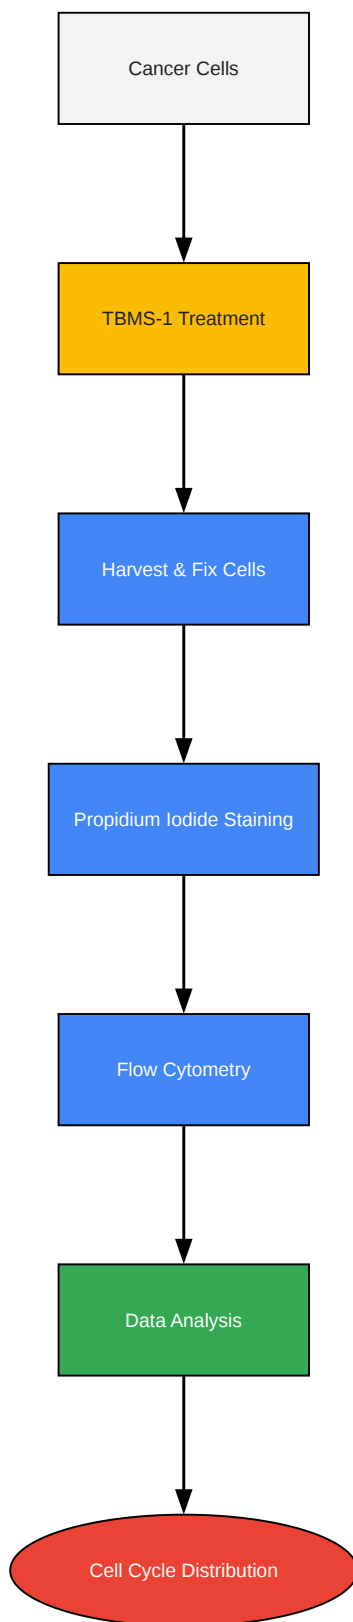 Cancer Cells
TBMS-1 Treatment
Harvest & Fix Cells
Propidium Iodide Staining
Flow Cytometry
Data Analysis
Cell Cycle Distribution